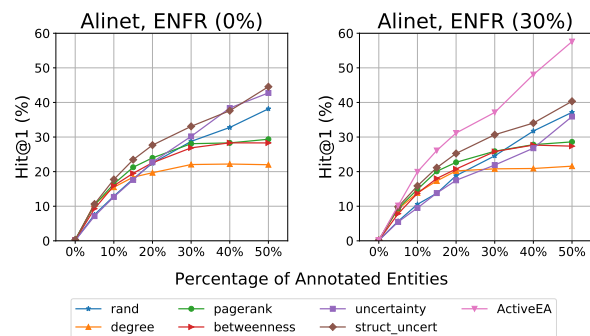 Alinet, ENFR (0%)
Alinet, ENFR (30%)
Hit@1 (%)
60
50
40
30
20
10
0
0% 10% 20% 30% 40% 50%
Hit@1 (%)
60
50
40
30
20
10
0
0% 10% 20% 30% 40% 50%
Percentage of Annotated Entities
rand pagerank uncertainty ActiveEA
degree betweenness struct_uncert